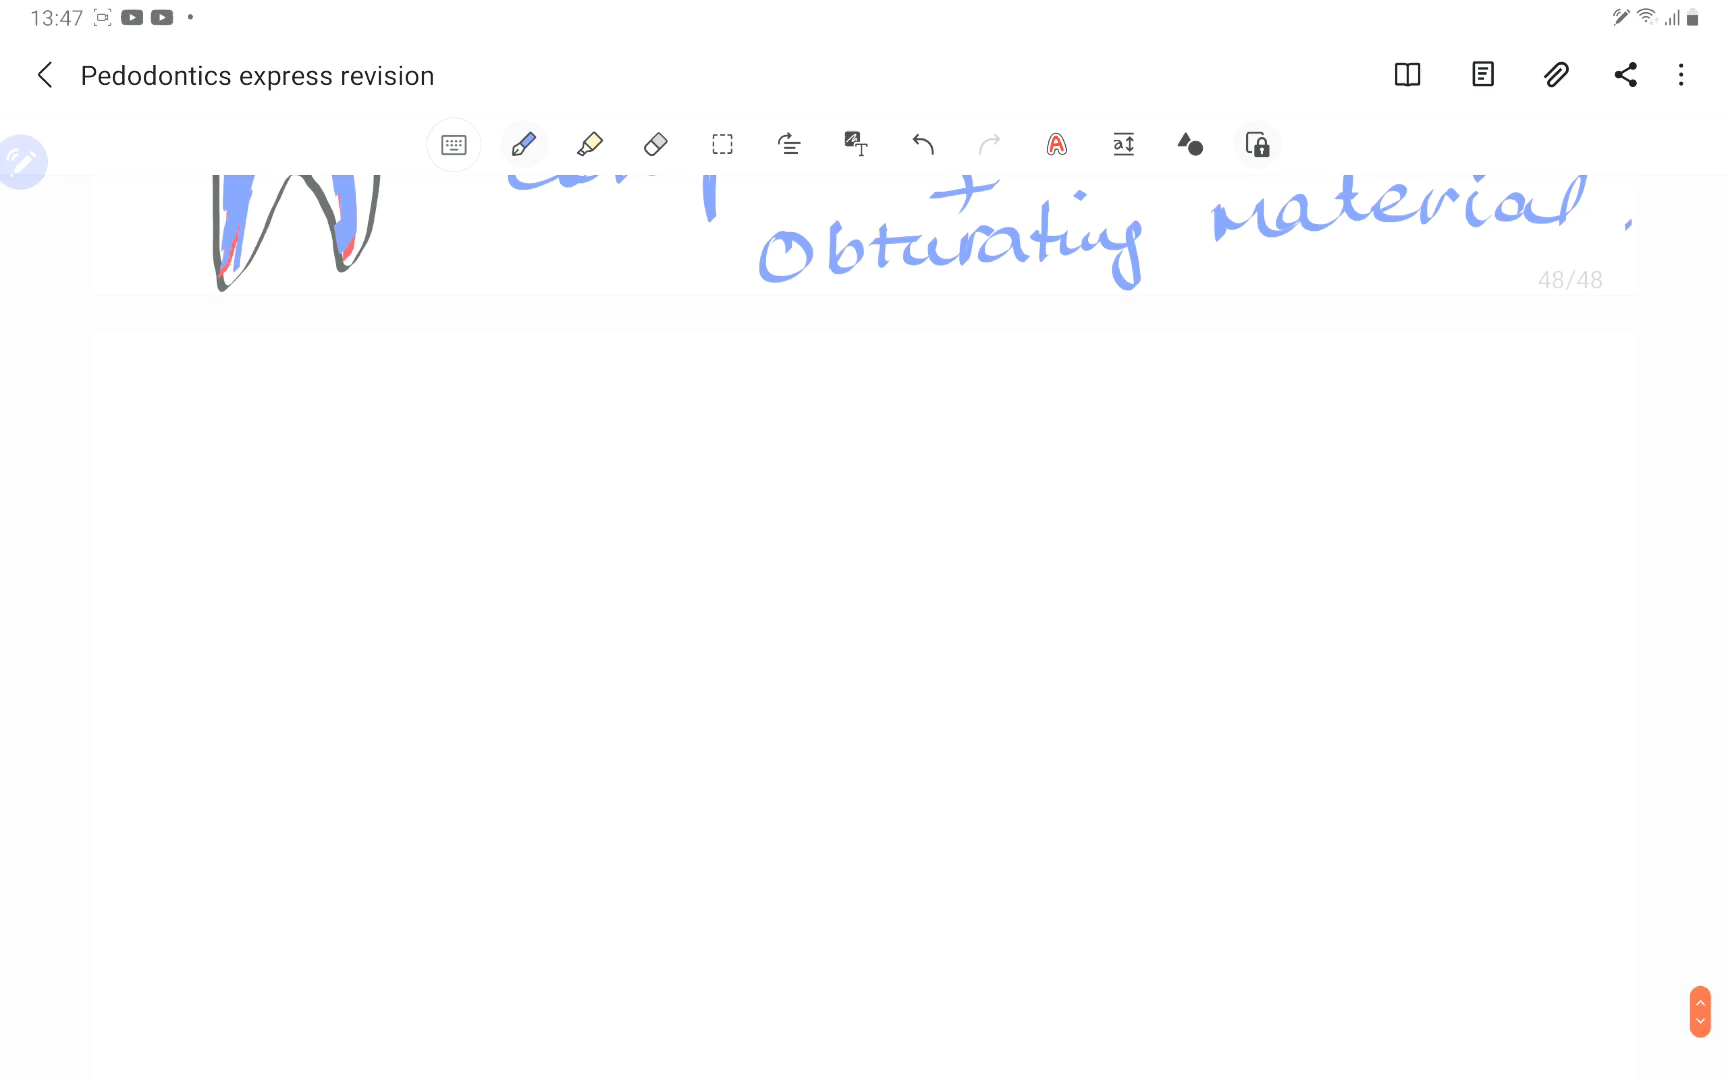 13:47
Pedodontics express revision
+
Obturating material.
48/48